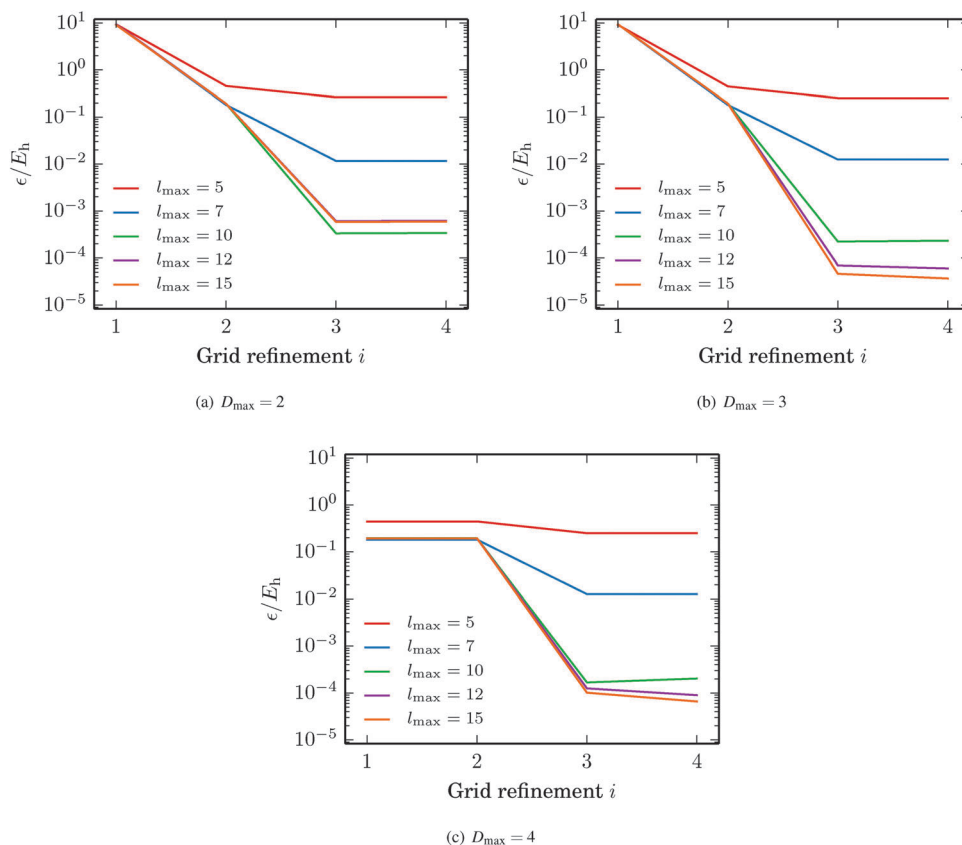 10^1
10^0
10^-1
10^-2
10^-3
10^-4
10^-5
ϵ/E_h
l_max = 5
l_max = 7
l_max = 10
l_max = 12
l_max = 15
1 2 3 4
Grid refinement i
(a) D_max = 2
10^1
10^0
10^-1
10^-2
10^-3
10^-4
10^-5
ϵ/E_h
l_max = 5
l_max = 7
l_max = 10
l_max = 12
l_max = 15
1 2 3 4
Grid refinement i
(b) D_max = 3
10^1
10^0
10^-1
10^-2
10^-3
10^-4
10^-5
ϵ/E_h
l_max = 5
l_max = 7
l_max = 10
l_max = 12
l_max = 15
1 2 3 4
Grid refinement i
(c) D_max = 4